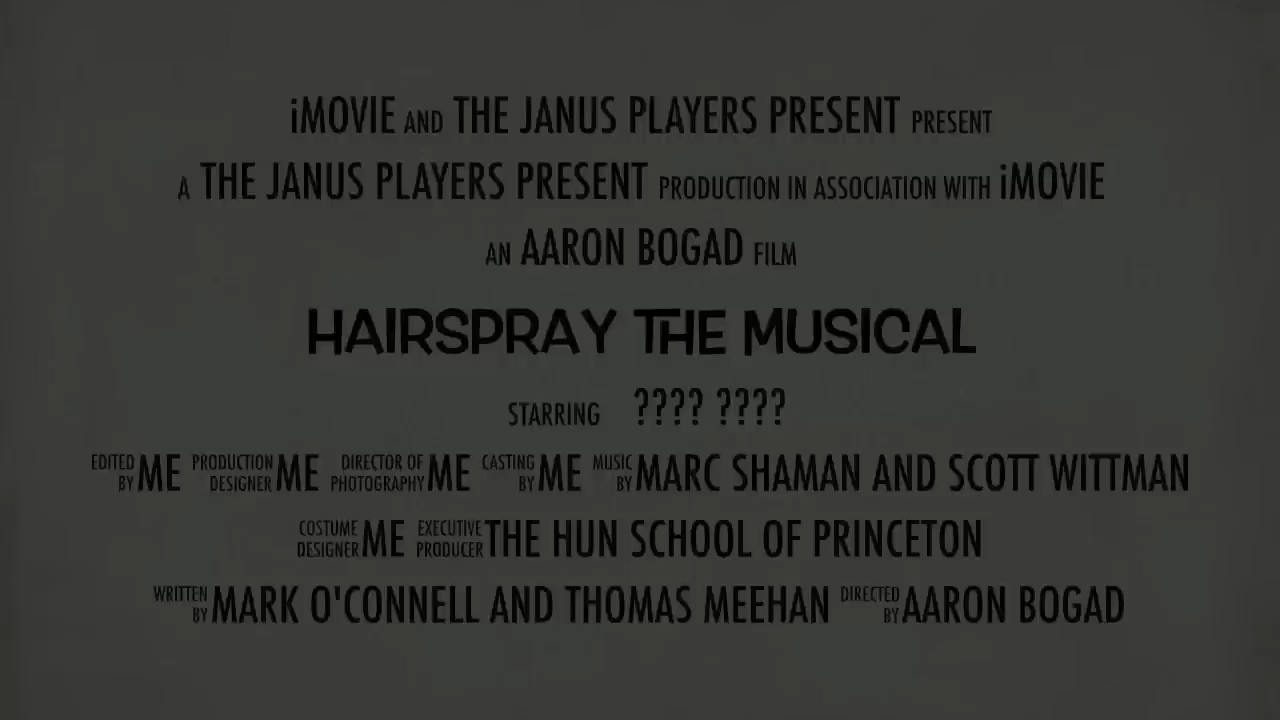 iMOVIE AND THE JANUS PLAYERS PRESENT PRESENT
A THE JANUS PLAYERS PRESENT PRODUCTION IN ASSOCIATION WITH iMOVIE
AN AARON BOGAD FILM
HAIRSPRAY THE MUSICAL
STARRING ???? ????
EDITED BY ME PRODUCTION DESIGNER ME DIRECTOR OF PHOTOGRAPHY ME CASTING BY ME MUSIC BY MARC SHAMAN AND SCOTT WITTMAN
COSTUME DESIGNER ME EXECUTIVE PRODUCER THE HUN SCHOOL OF PRINCETON
WRITTEN BY MARK O'CONNELL AND THOMAS MEEHAN DIRECTED BY AARON BOGAD